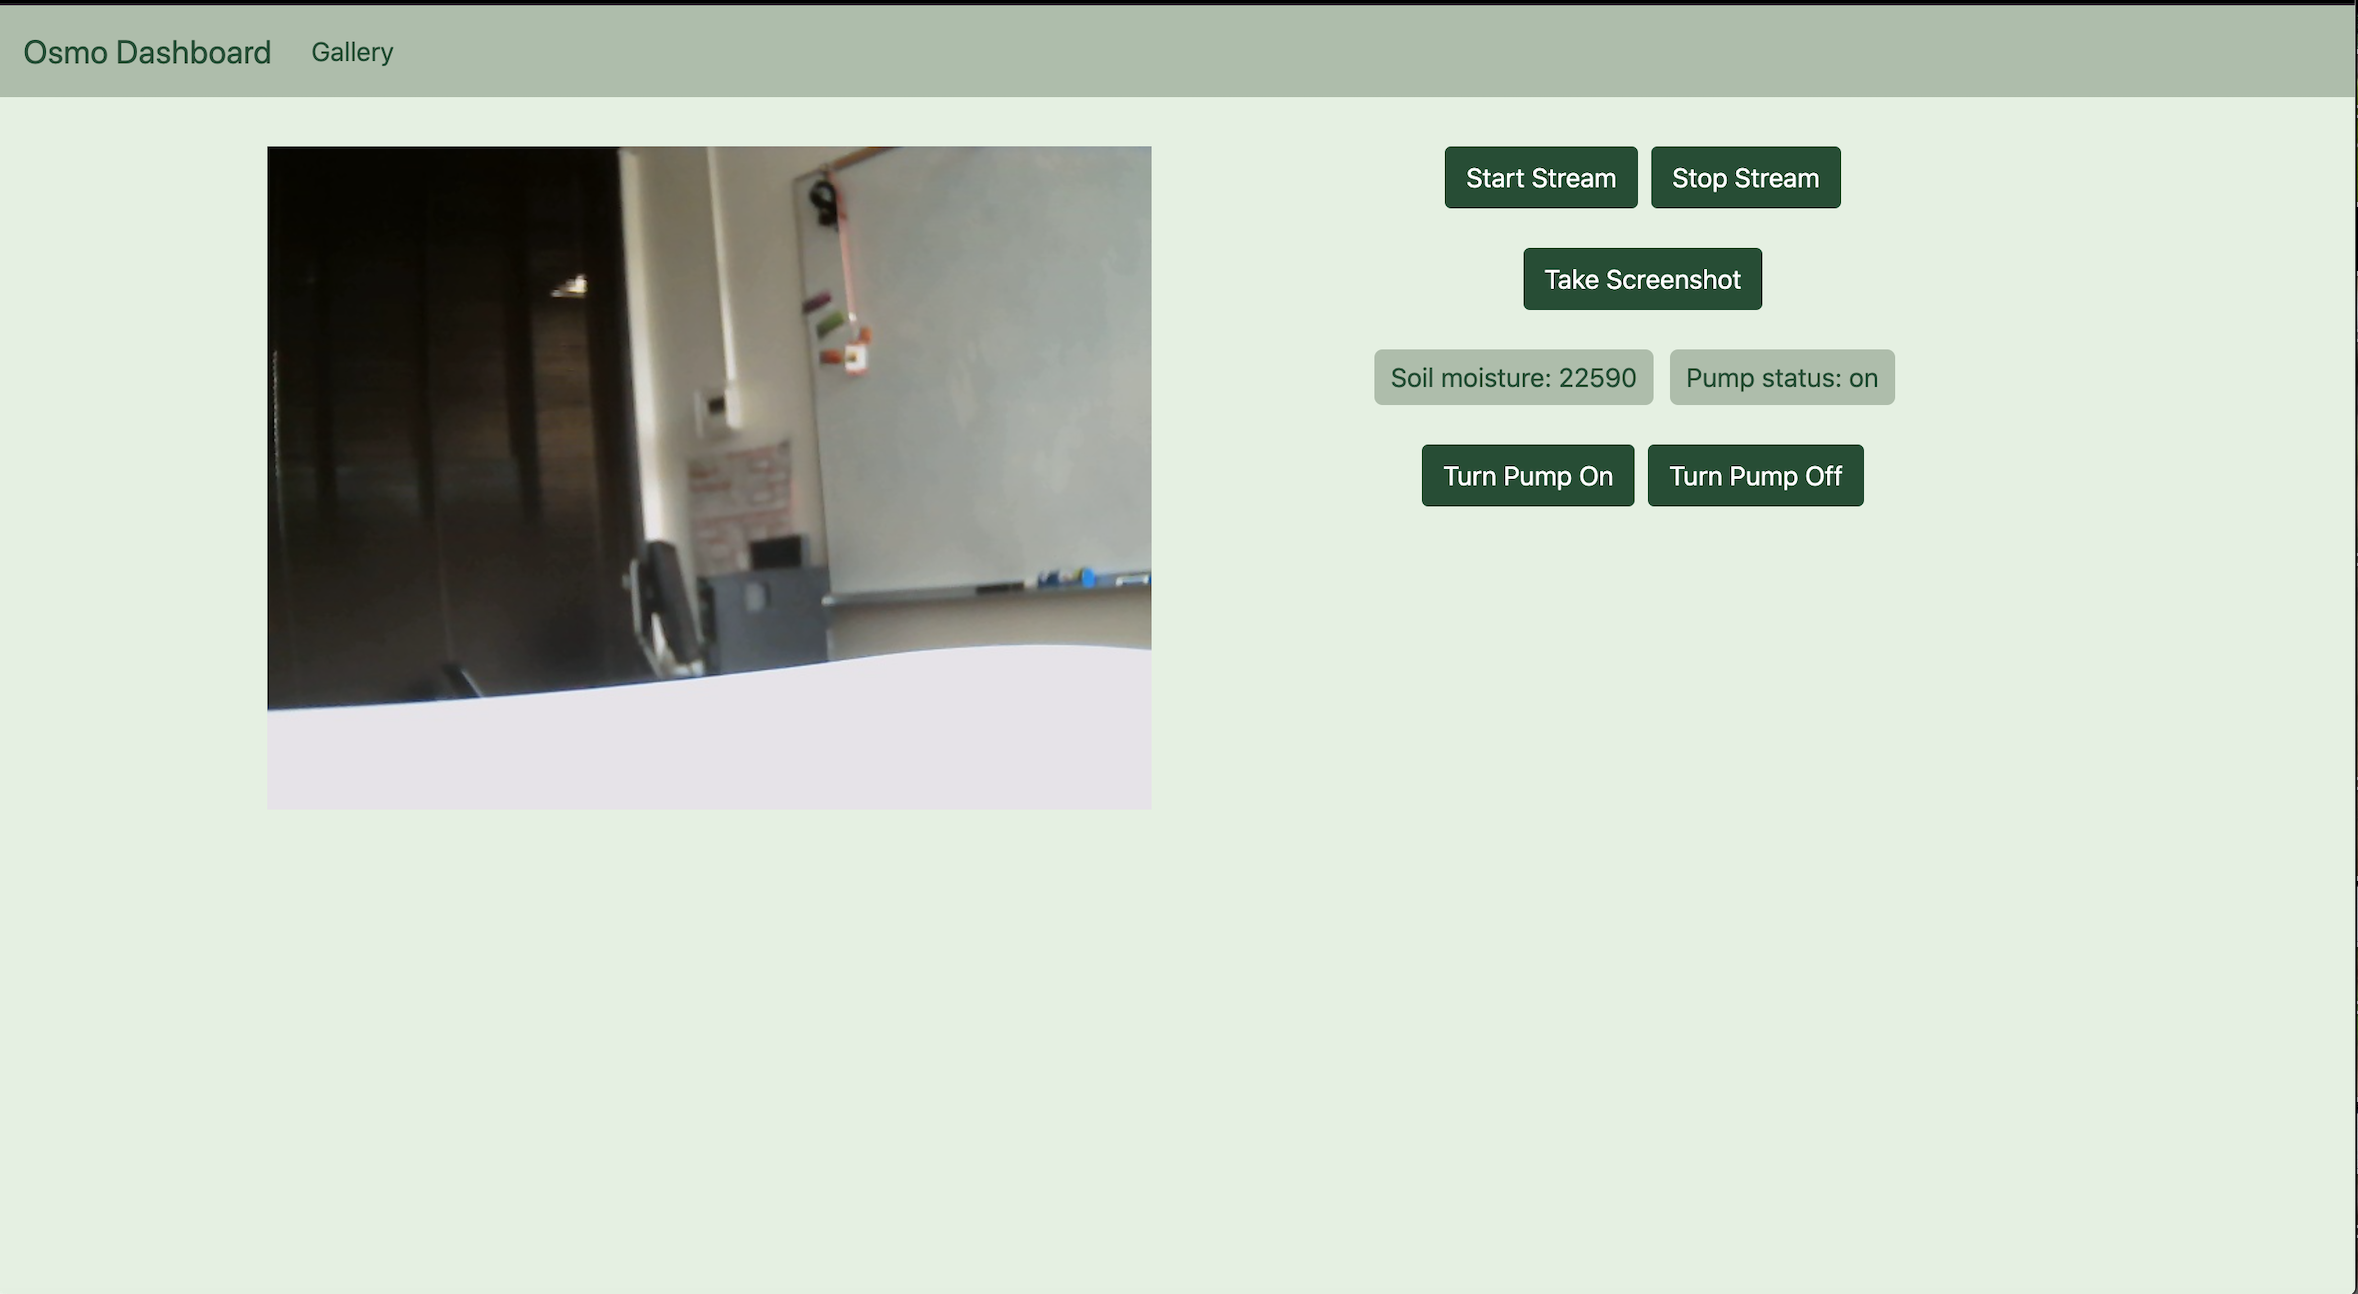 Osmo Dashboard Gallery
Start Stream Stop Stream
Take Screenshot
Soil moisture: 22590 Pump status: on
Turn Pump On Turn Pump Off